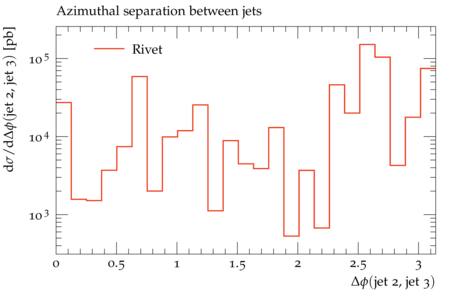 Azimuthal separation between jets
dσ/dΔϕ(jet 2, jet 3) [pb]
Rivet
10⁵
10⁴
10³
0 0.5 1 1.5 2 2.5 3
Δϕ(jet 2, jet 3)